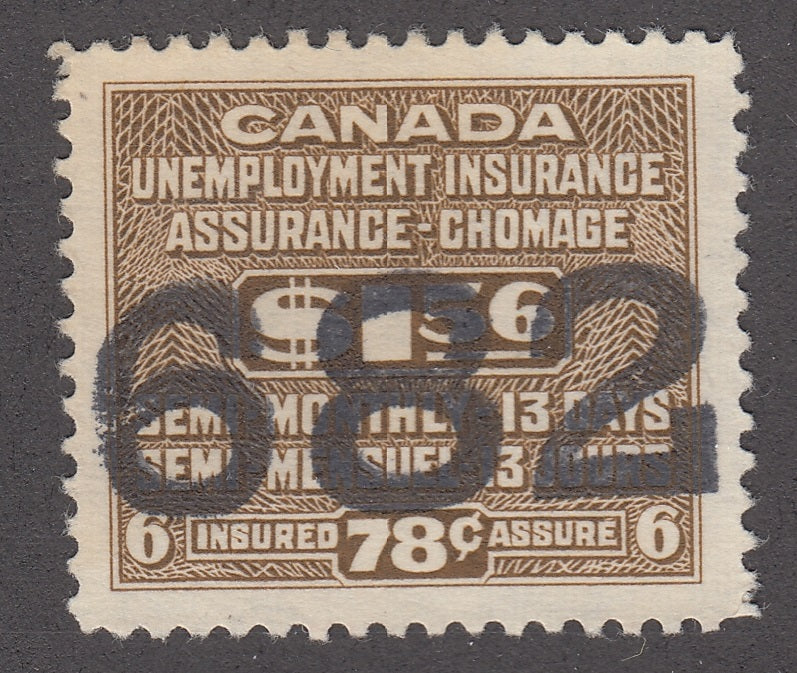 CANADA
UNEMPLOYMENT INSURANCE
ASSURANCE-CHOMAGE
$1.56
682
SEMI-MONTHLY-13 DAYS
SEMI-MENSUEL-13 JOURS
6 INSURED 78¢ ASSURÉ 6